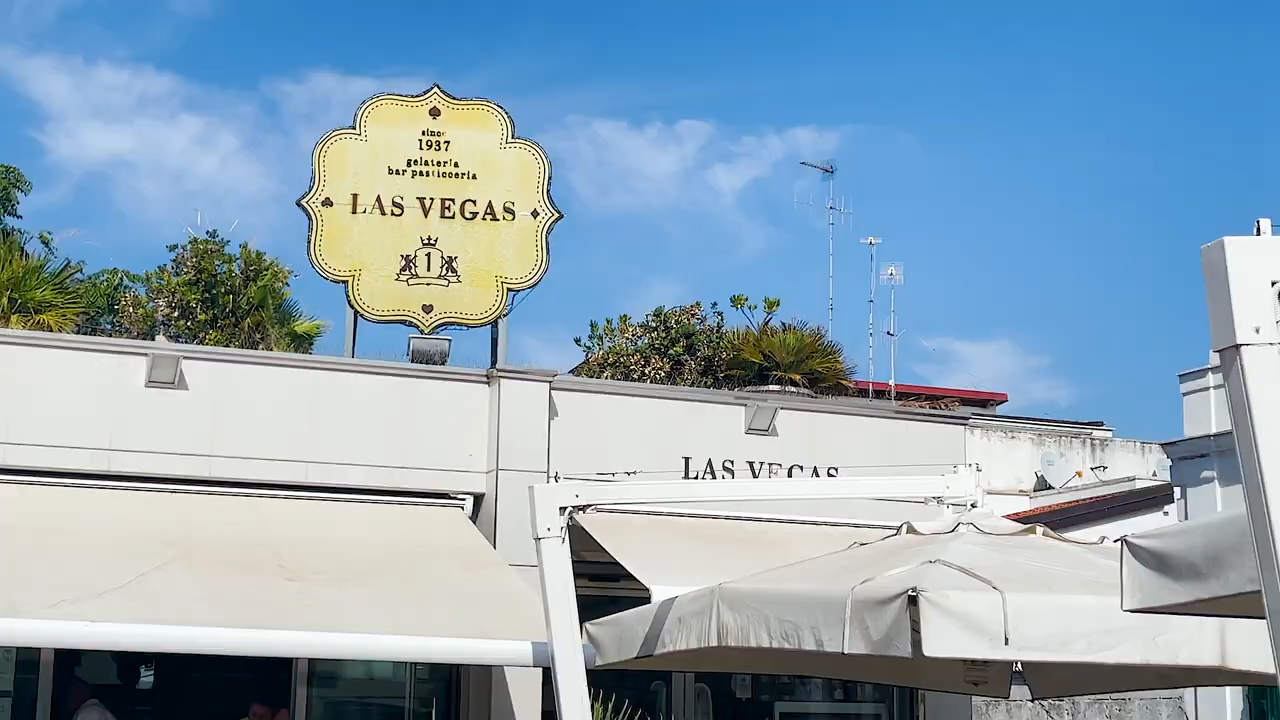 since
1937
gelateria
bar pasticceria
LAS VEGAS
1
LAS VEGAS